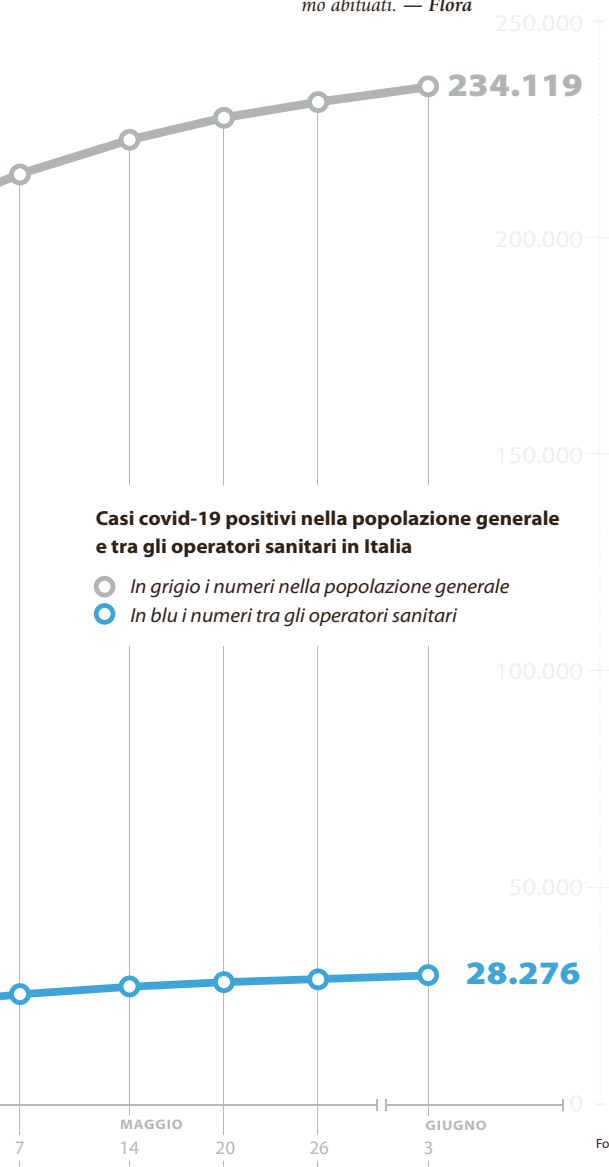 mo abituati. — Flora
250.000
234.119
200.000
150.000
Casi covid-19 positivi nella popolazione generale
e tra gli operatori sanitari in Italia
In grigio i numeri nella popolazione generale
In blu i numeri tra gli operatori sanitari
100.000
50.000
28.276
0
MAGGIO GIUGNO
7 14 20 26 3
Fo